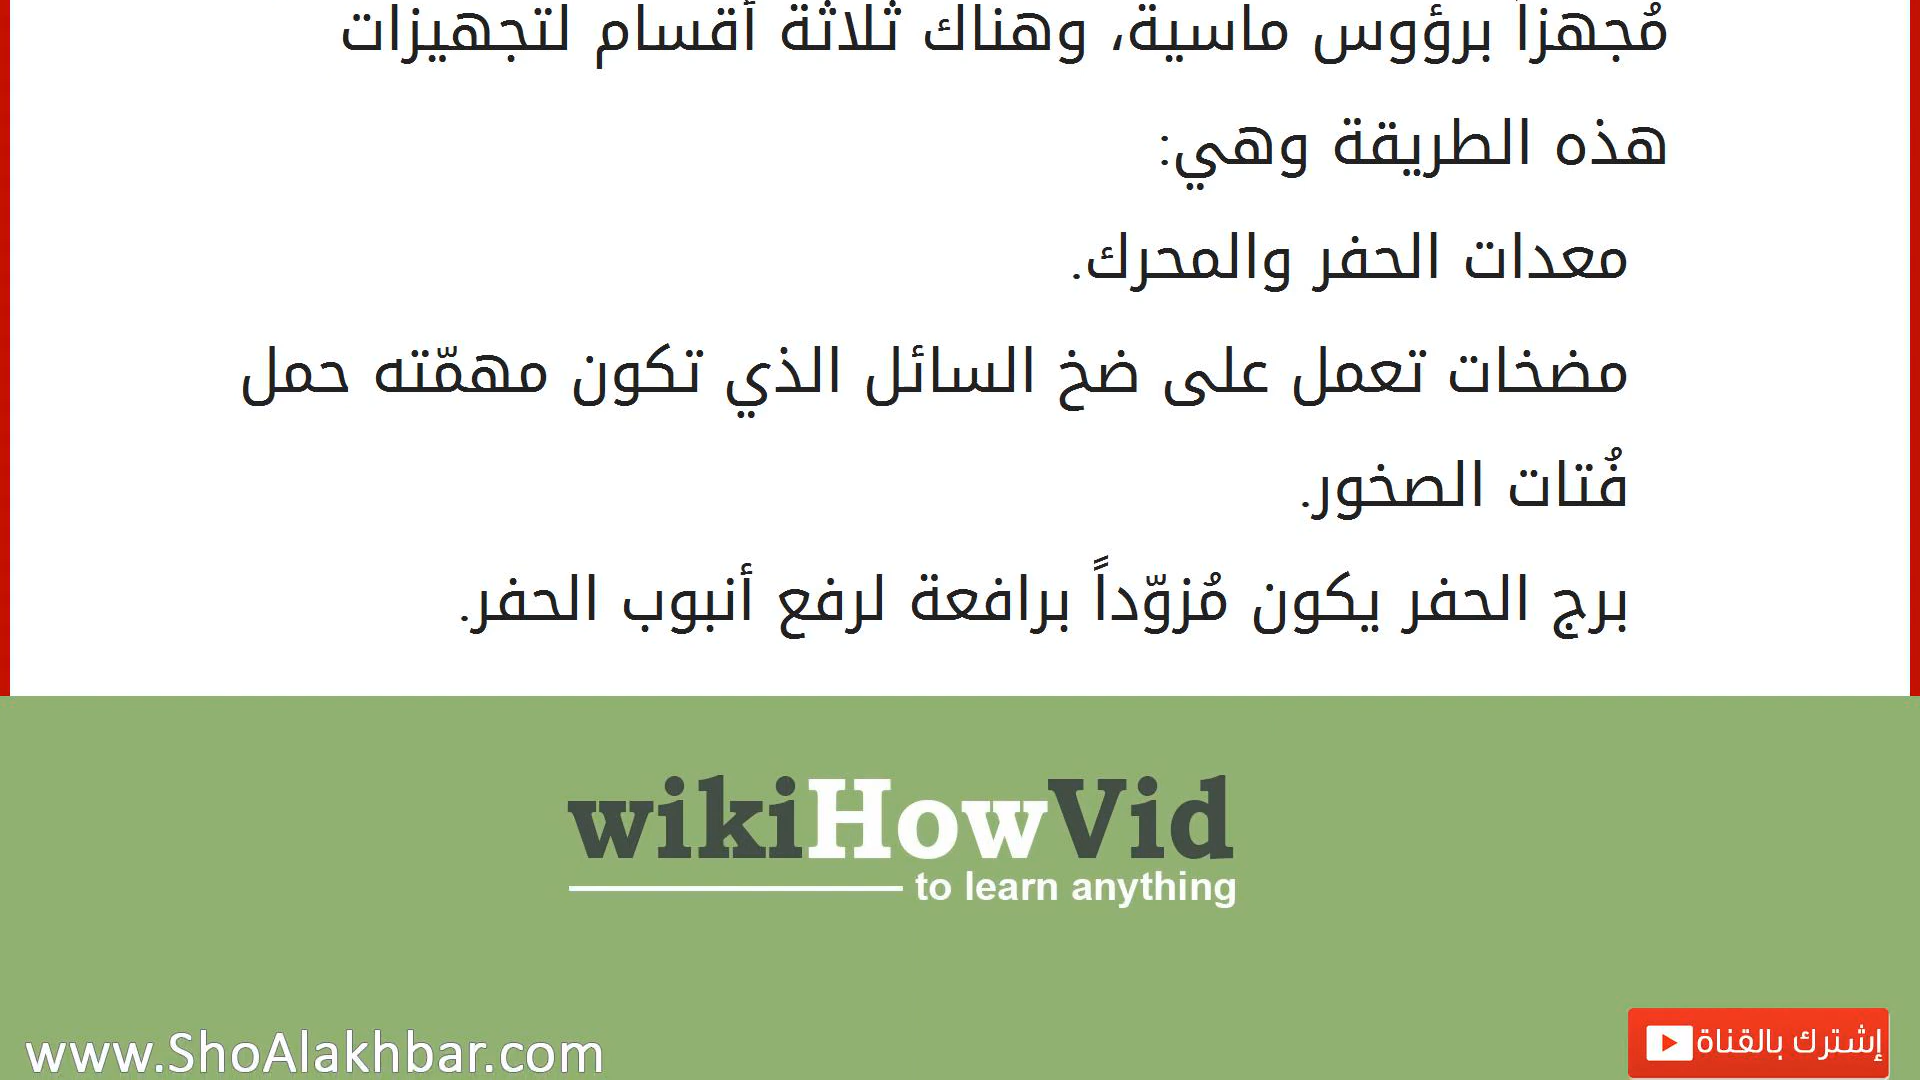 مُجهزاً برؤوس ماسية، وهناك ثلاثة أقسام لتجهيزات
هذه الطريقة وهي:
معدات الحفر والمحرك.
مضخات تعمل على ضخ السائل الذي تكون مهمّته حمل
فُتات الصخور.
برج الحفر يكون مُزوّداً برافعة لرفع أنبوب الحفر.
wikiHowVid
to learn anything
www.ShoAlakhbar.com
إشترك بالقناة